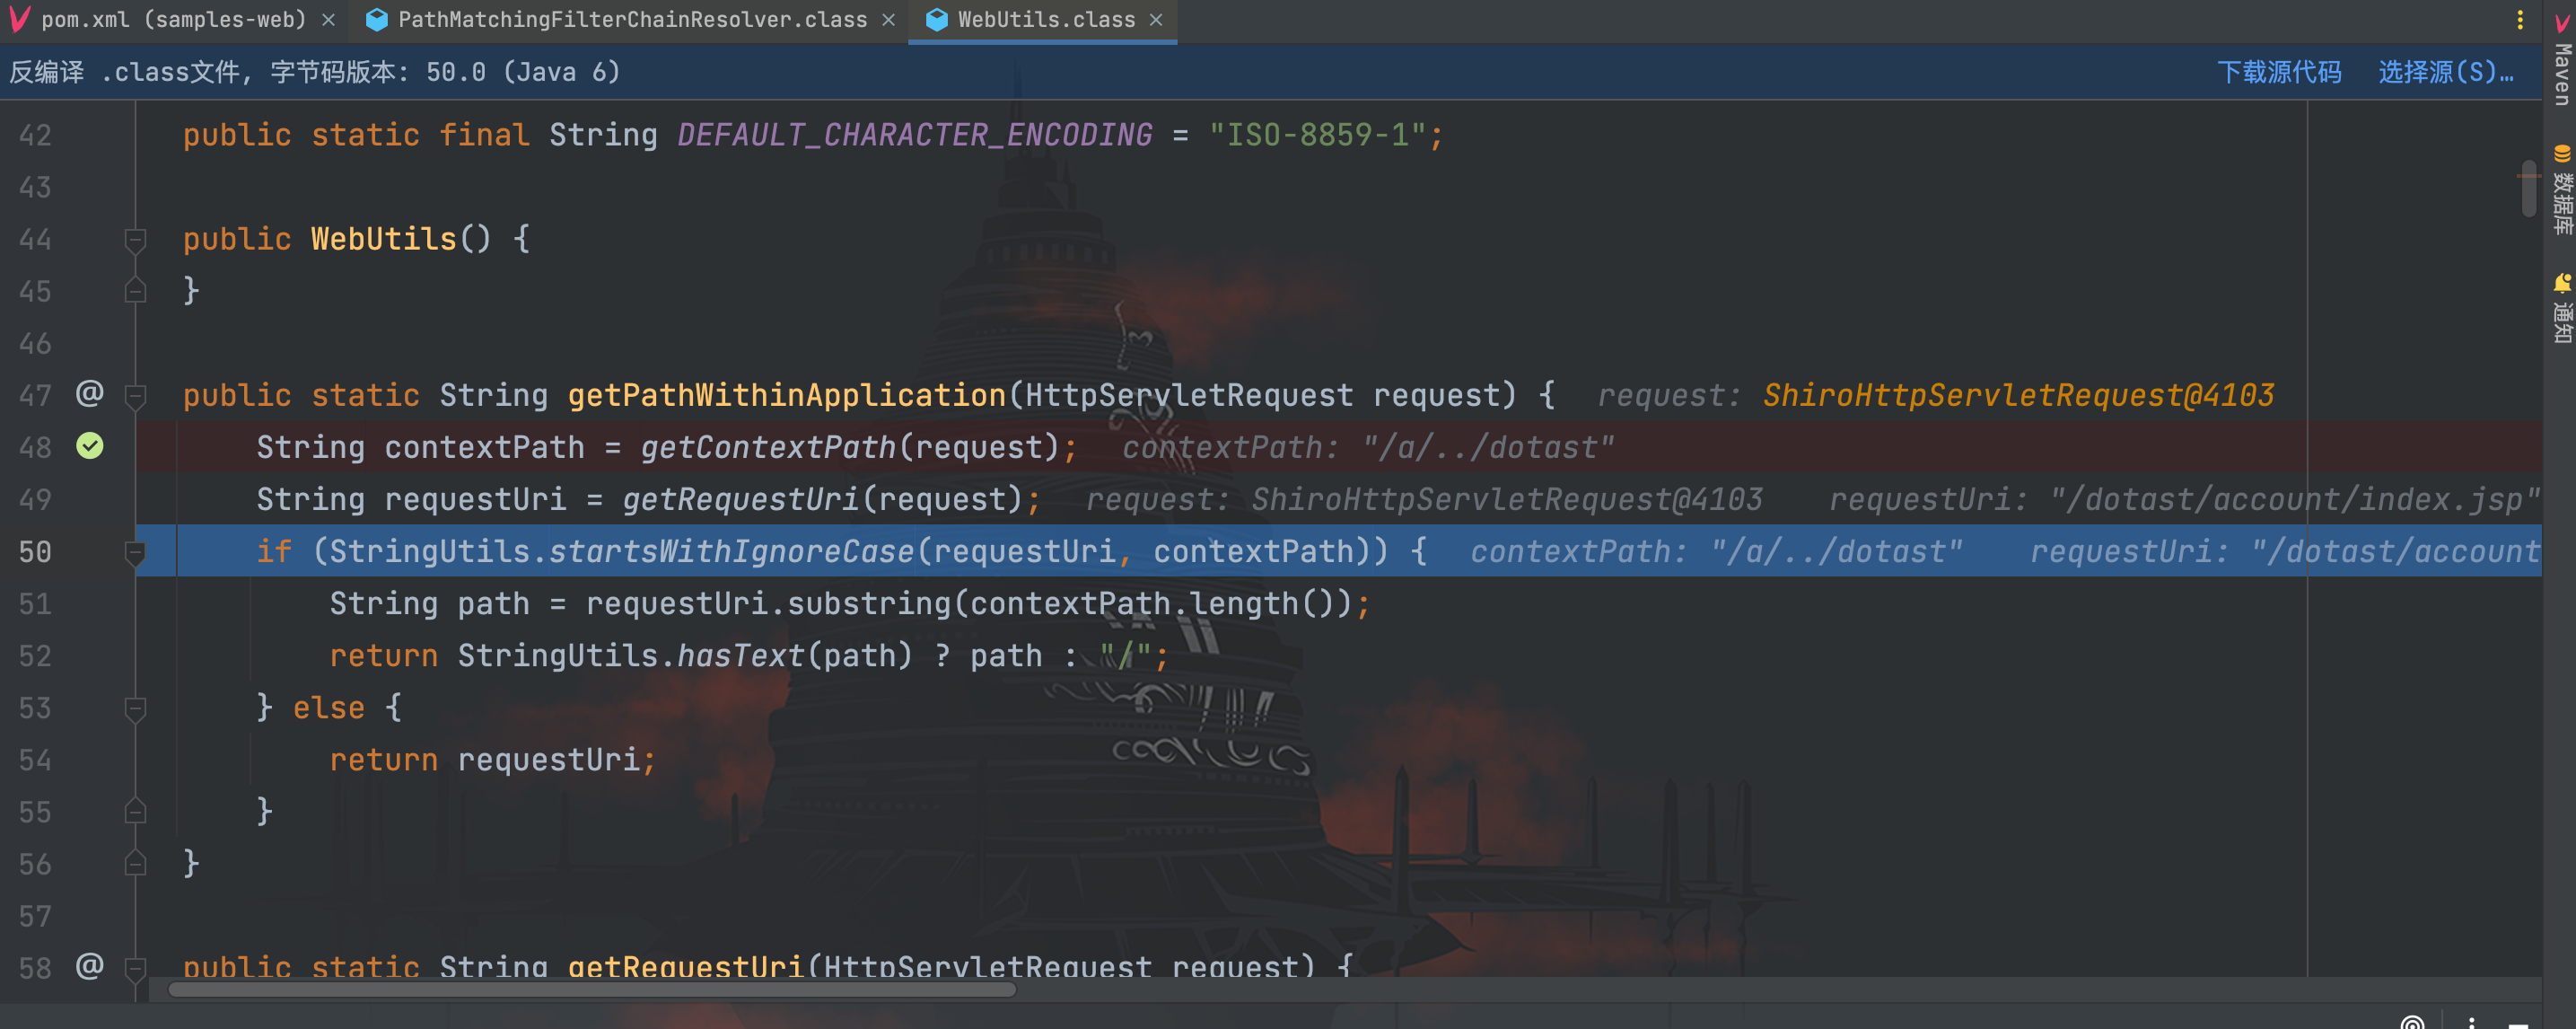 pom.xml (samples-web) × PathMatchingFilterChainResolver.class × WebUtils.class ×
反编译 .class文件, 字节码版本: 50.0 (Java 6) 下载源代码 选择源(S)…
42 public static final String DEFAULT_CHARACTER_ENCODING = "ISO-8859-1";
43
44 public WebUtils() {
45 }
46
47 @ public static String getPathWithinApplication(HttpServletRequest request) { request: ShiroHttpServletRequest@4103
48 String contextPath = getContextPath(request); contextPath: "/a/../dotast"
49 String requestUri = getRequestUri(request); request: ShiroHttpServletRequest@4103 requestUri: "/dotast/account/index.jsp"
50 if (StringUtils.startsWithIgnoreCase(requestUri, contextPath)) { contextPath: "/a/../dotast" requestUri: "/dotast/account
51 String path = requestUri.substring(contextPath.length());
52 return StringUtils.hasText(path) ? path : "/";
53 } else {
54 return requestUri;
55 }
56 }
57
58 @ public static String getRequestUri(HttpServletRequest request) {
Maven
数据库
通知